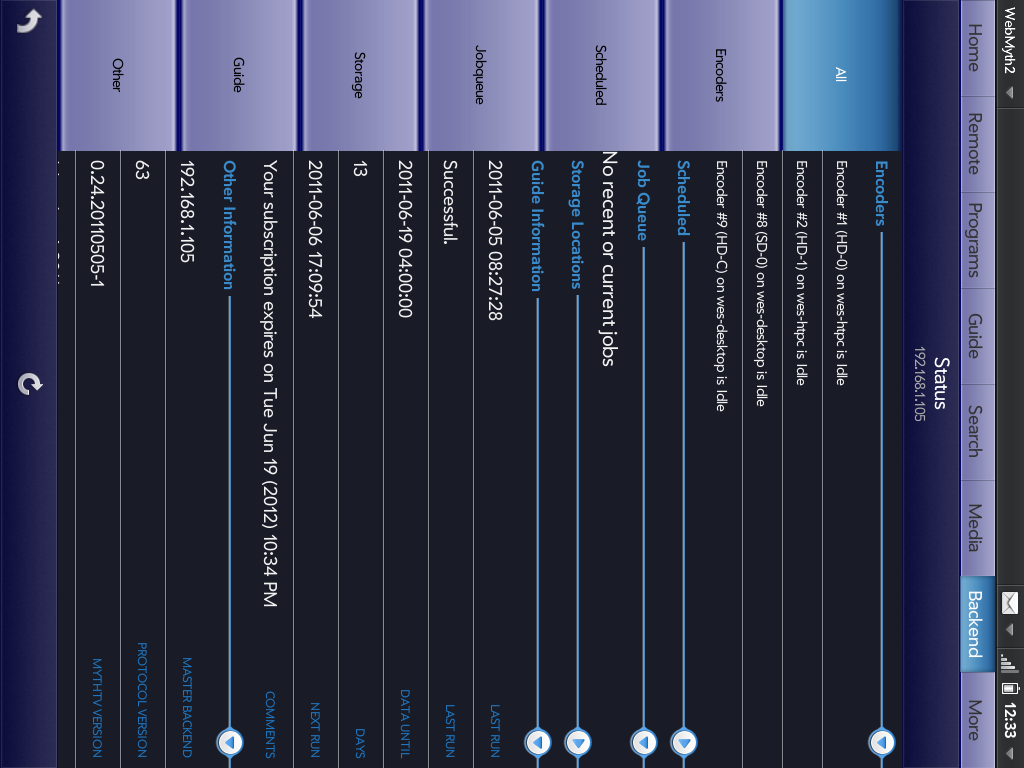 WebMyth2
12:33
Home
Remote
Programs
Guide
Search
Media
Backend
More
Status
192.168.1.105
All
Encoders
Scheduled
Jobqueue
Storage
Guide
Other
Encoders
Encoder #1 (HD-0) on wes-htpc is Idle
Encoder #2 (HD-1) on wes-htpc is Idle
Encoder #8 (SD-0) on wes-desktop is Idle
Encoder #9 (HD-C) on wes-desktop is Idle
Scheduled
Job Queue
No recent or current jobs
Storage Locations
Guide Information
2011-06-05 08:27:28 LAST RUN
Successful. LAST RUN
2011-06-19 04:00:00 DATA UNTIL
13 DAYS
2011-06-06 17:09:54 NEXT RUN
Your subscription expires on Tue Jun 19 (2012) 10:34 PM COMMENTS
Other Information
192.168.1.105 MASTER BACKEND
63 PROTOCOL VERSION
0.24.20110505-1 MYTHTV VERSION